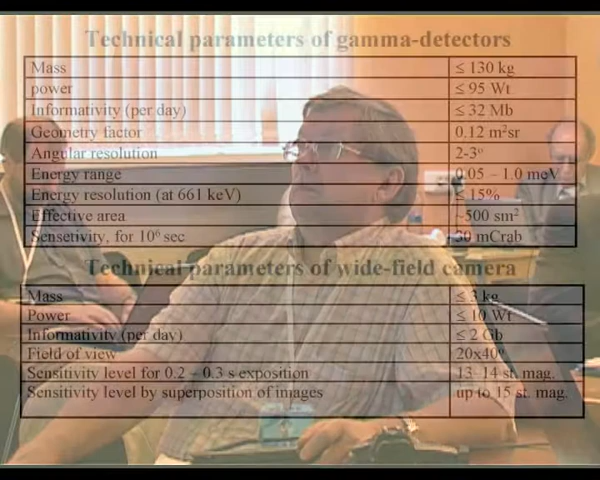 Technical parameters of gamma-detectors
Mass ≤ 130 kg
power ≤ 95 Wt
Informativity (per day) ≤ 32 Mb
Geometry factor 0.12 m²sr
Angular resolution 2-3°
Energy range 0.05 – 1.0 meV
Energy resolution (at 661 keV) ≤ 15%
Effective area ~500 sm²
Sensetivity, for 10⁶ sec 30 mCrab
Technical parameters of wide-field camera
Mass ≤ 3 kg
Power ≤ 10 Wt
Informativity (per day) ≤ 2 Gb
Field of view 20x40°
Sensitivity level for 0.2 – 0.3 s exposition 13–14 st. mag.
Sensitivity level by superposition of images up to 15 st. mag.